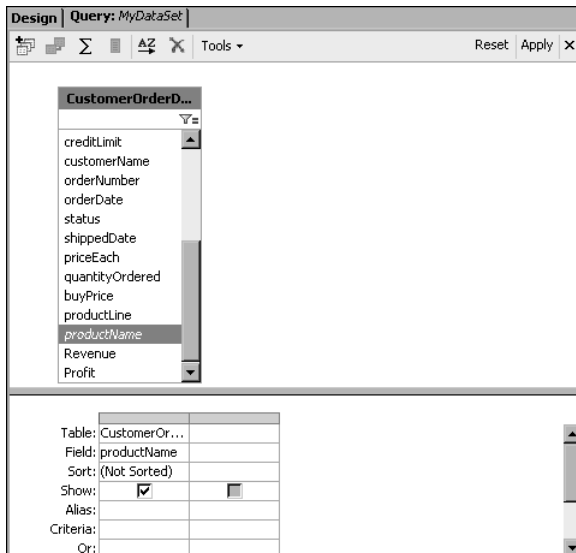 Design Query: MyDataSet
Σ AZ Tools Reset Apply
CustomerOrderD...
creditLimit
customerName
orderNumber
orderDate
status
shippedDate
priceEach
quantityOrdered
buyPrice
productLine
productName
Revenue
Profit
Table: CustomerOr...
Field: productName
Sort: (Not Sorted)
Show:
Alias:
Criteria:
Or: